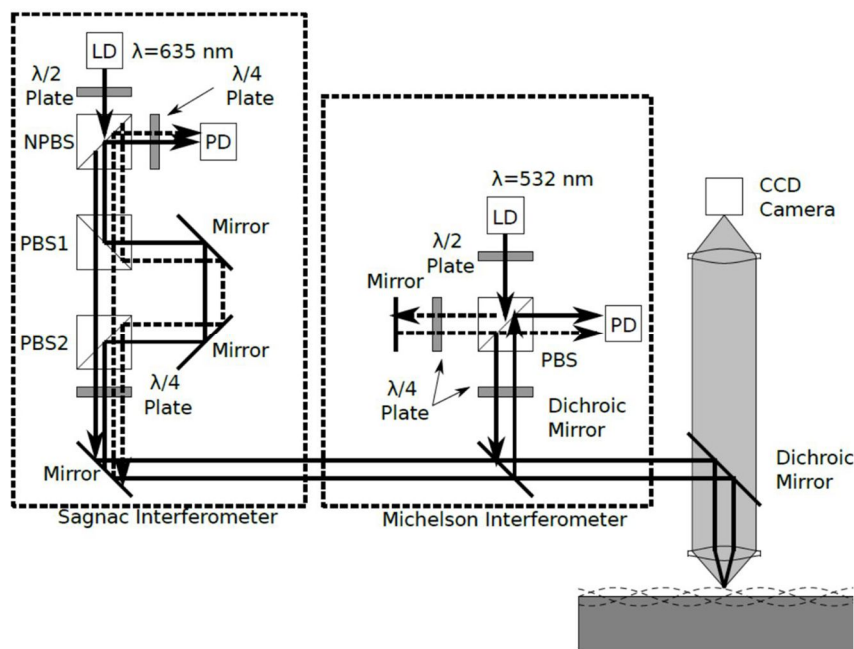 LD
λ=635 nm
λ/2
Plate
λ/4
Plate
NPBS
PD
PBS1
Mirror
PBS2
Mirror
λ/4
Plate
Mirror
Sagnac Interferometer
λ=532 nm
LD
λ/2
Plate
Mirror
PD
PBS
λ/4
Plate
Dichroic
Mirror
Michelson Interferometer
CCD
Camera
Dichroic
Mirror